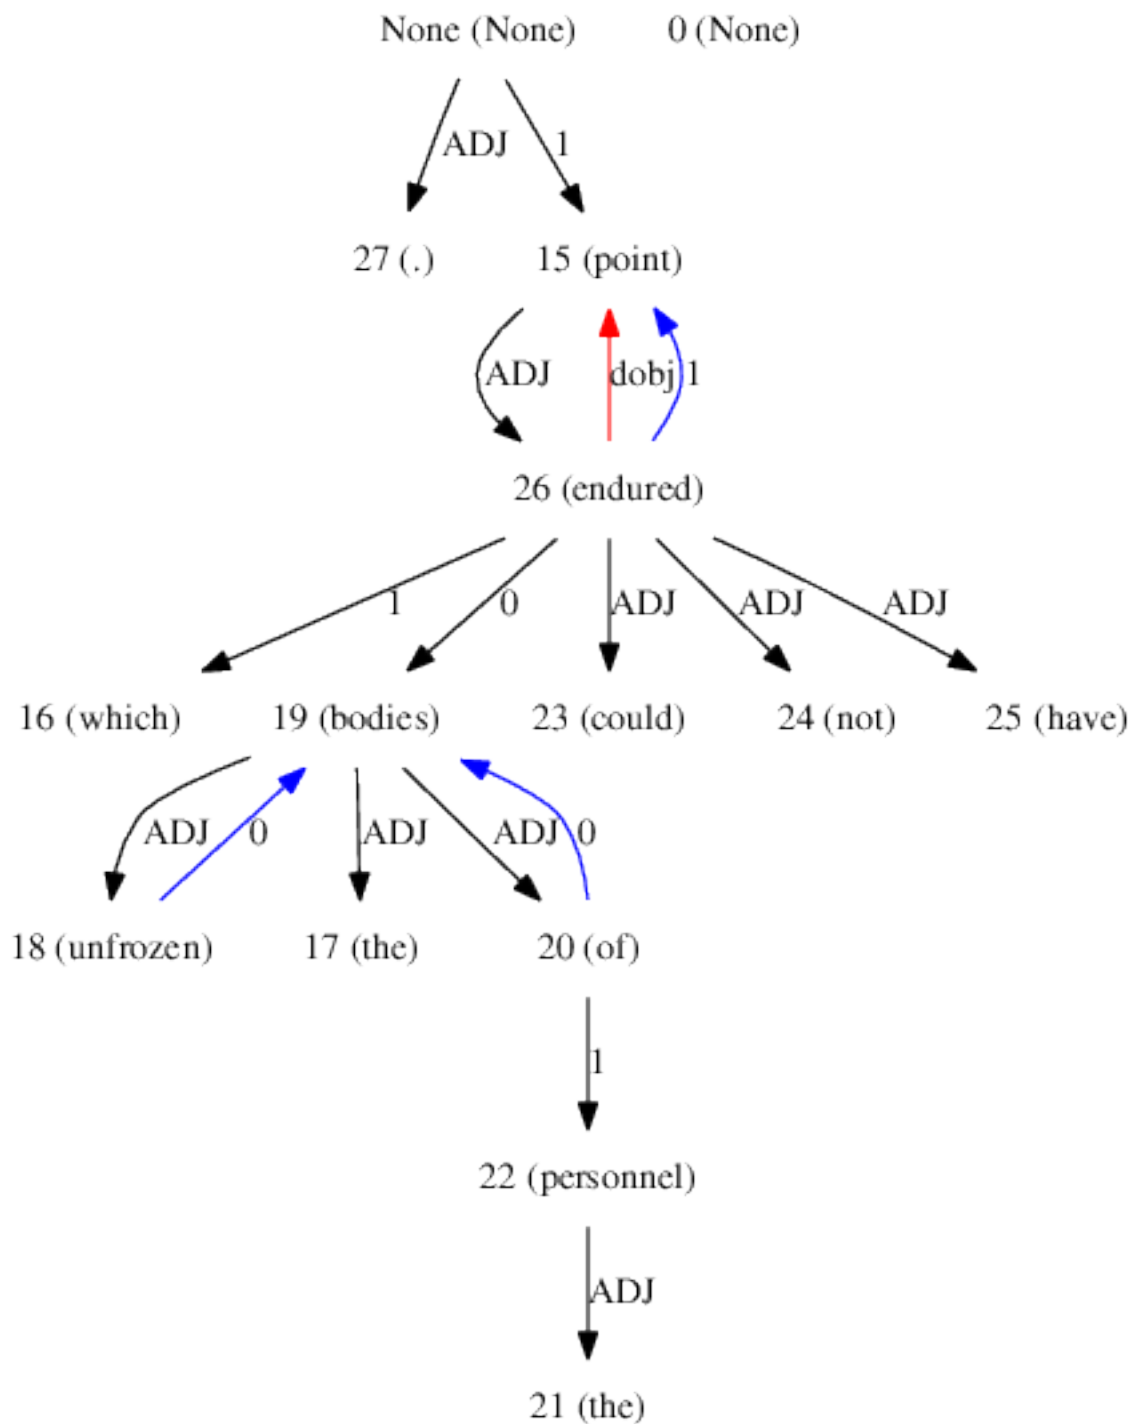 None (None) 0 (None)
ADJ 1
27 (.) 15 (point)
ADJ dobj 1
26 (endured)
1 0 ADJ ADJ ADJ
16 (which) 19 (bodies) 23 (could) 24 (not) 25 (have)
ADJ 0 ADJ ADJ 0
18 (unfrozen) 17 (the) 20 (of)
1
22 (personnel)
ADJ
21 (the)